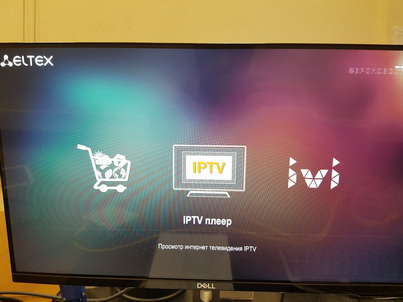 ELTEX
IPTV
ivi
IPTV плеер
Просмотр интернет телевидения IPTV
DELL